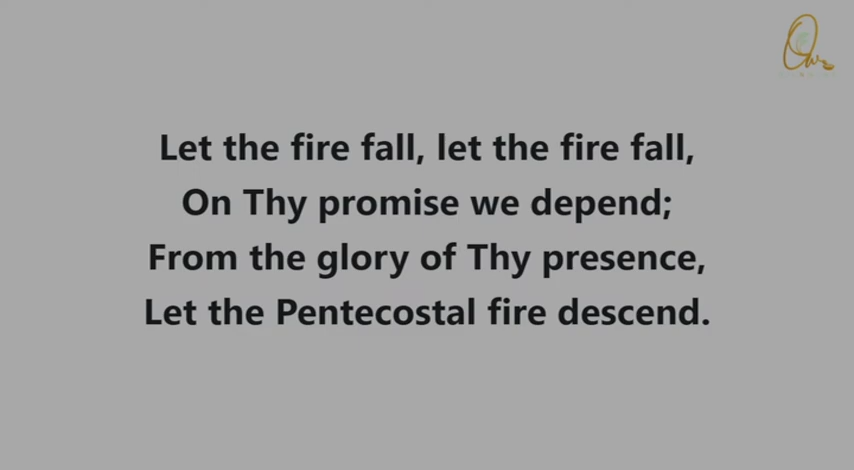 Let the fire fall, let the fire fall,
On Thy promise we depend;
From the glory of Thy presence,
Let the Pentecostal fire descend.